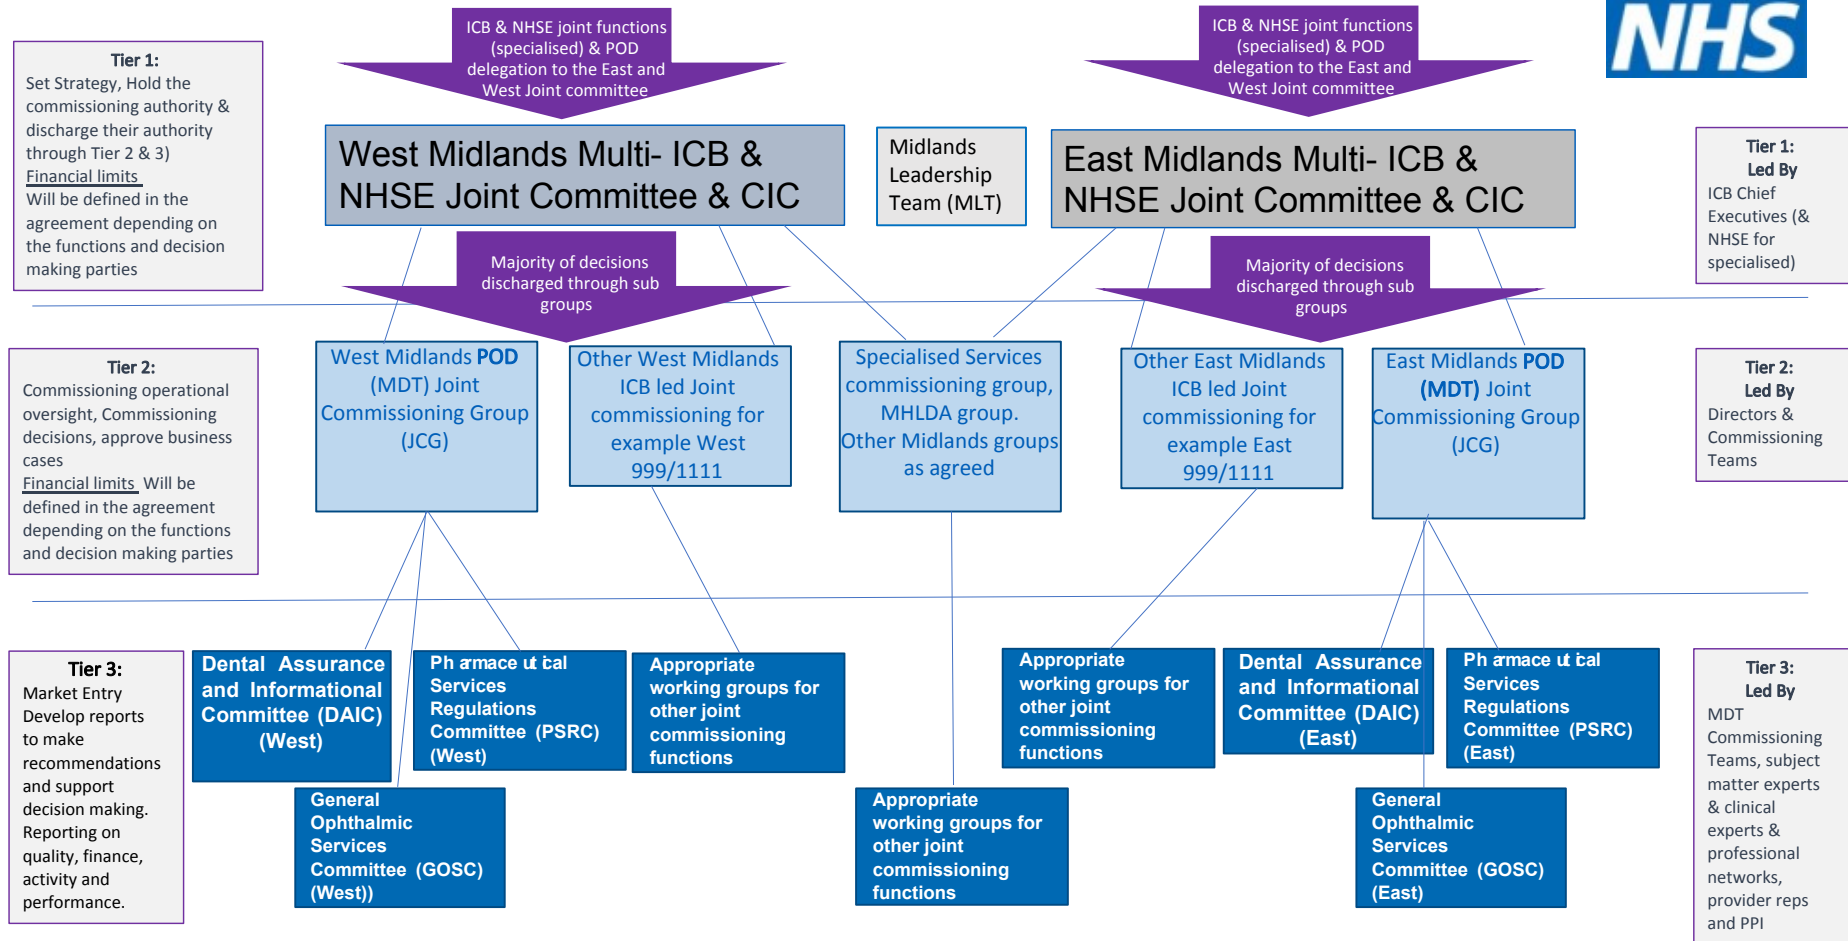 ICB & NHSE joint functions
(specialised) & POD
delegation to the East and
West Joint committee
ICB & NHSE joint functions
(specialised) & POD
delegation to the East and
West Joint committee
NHS
Tier 1:
Set Strategy, Hold the
commissioning authority &
discharge their authority
through Tier 2 & 3)
Financial limits
Will be defined in the
agreement depending on
the functions and decision
making parties
West Midlands Multi- ICB &
NHSE Joint Committee & CIC
Midlands
Leadership
Team (MLT)
East Midlands Multi- ICB &
NHSE Joint Committee & CIC
Tier 1:
Led By
ICB Chief
Executives (&
NHSE for
specialised)
Majority of decisions
discharged through sub
groups
Majority of decisions
discharged through sub
groups
Tier 2:
Commissioning operational
oversight, Commissioning
decisions, approve business
cases
Financial limits Will be
defined in the agreement
depending on the functions
and decision making parties
West Midlands POD
(MDT) Joint
Commissioning Group
(JCG)
Other West Midlands
ICB led Joint
commissioning for
example West
999/1111
Specialised Services
commissioning group,
MHLDA group.
Other Midlands groups
as agreed
Other East Midlands
ICB led Joint
commissioning for
example East
999/1111
East Midlands POD
(MDT) Joint
Commissioning Group
(JCG)
Tier 2:
Led By
Directors &
Commissioning
Teams
Tier 3:
Market Entry
Develop reports
to make
recommendations
and support
decision making.
Reporting on
quality, finance,
activity and
performance.
Dental Assurance
and Informational
Committee (DAIC)
(West)
Ph armace ut ical
Services
Regulations
Committee (PSRC)
(West)
Appropriate
working groups for
other joint
commissioning
functions
General
Ophthalmic
Services
Committee (GOSC)
(West))
Appropriate
working groups for
other joint
commissioning
functions
Appropriate
working groups for
other joint
commissioning
functions
Dental Assurance
and Informational
Committee (DAIC)
(East)
Ph armace ut ical
Services
Regulations
Committee (PSRC)
(East)
General
Ophthalmic
Services
Committee (GOSC)
(East)
Tier 3:
Led By
MDT
Commissioning
Teams, subject
matter experts
& clinical
experts &
professional
networks,
provider reps
and PPI